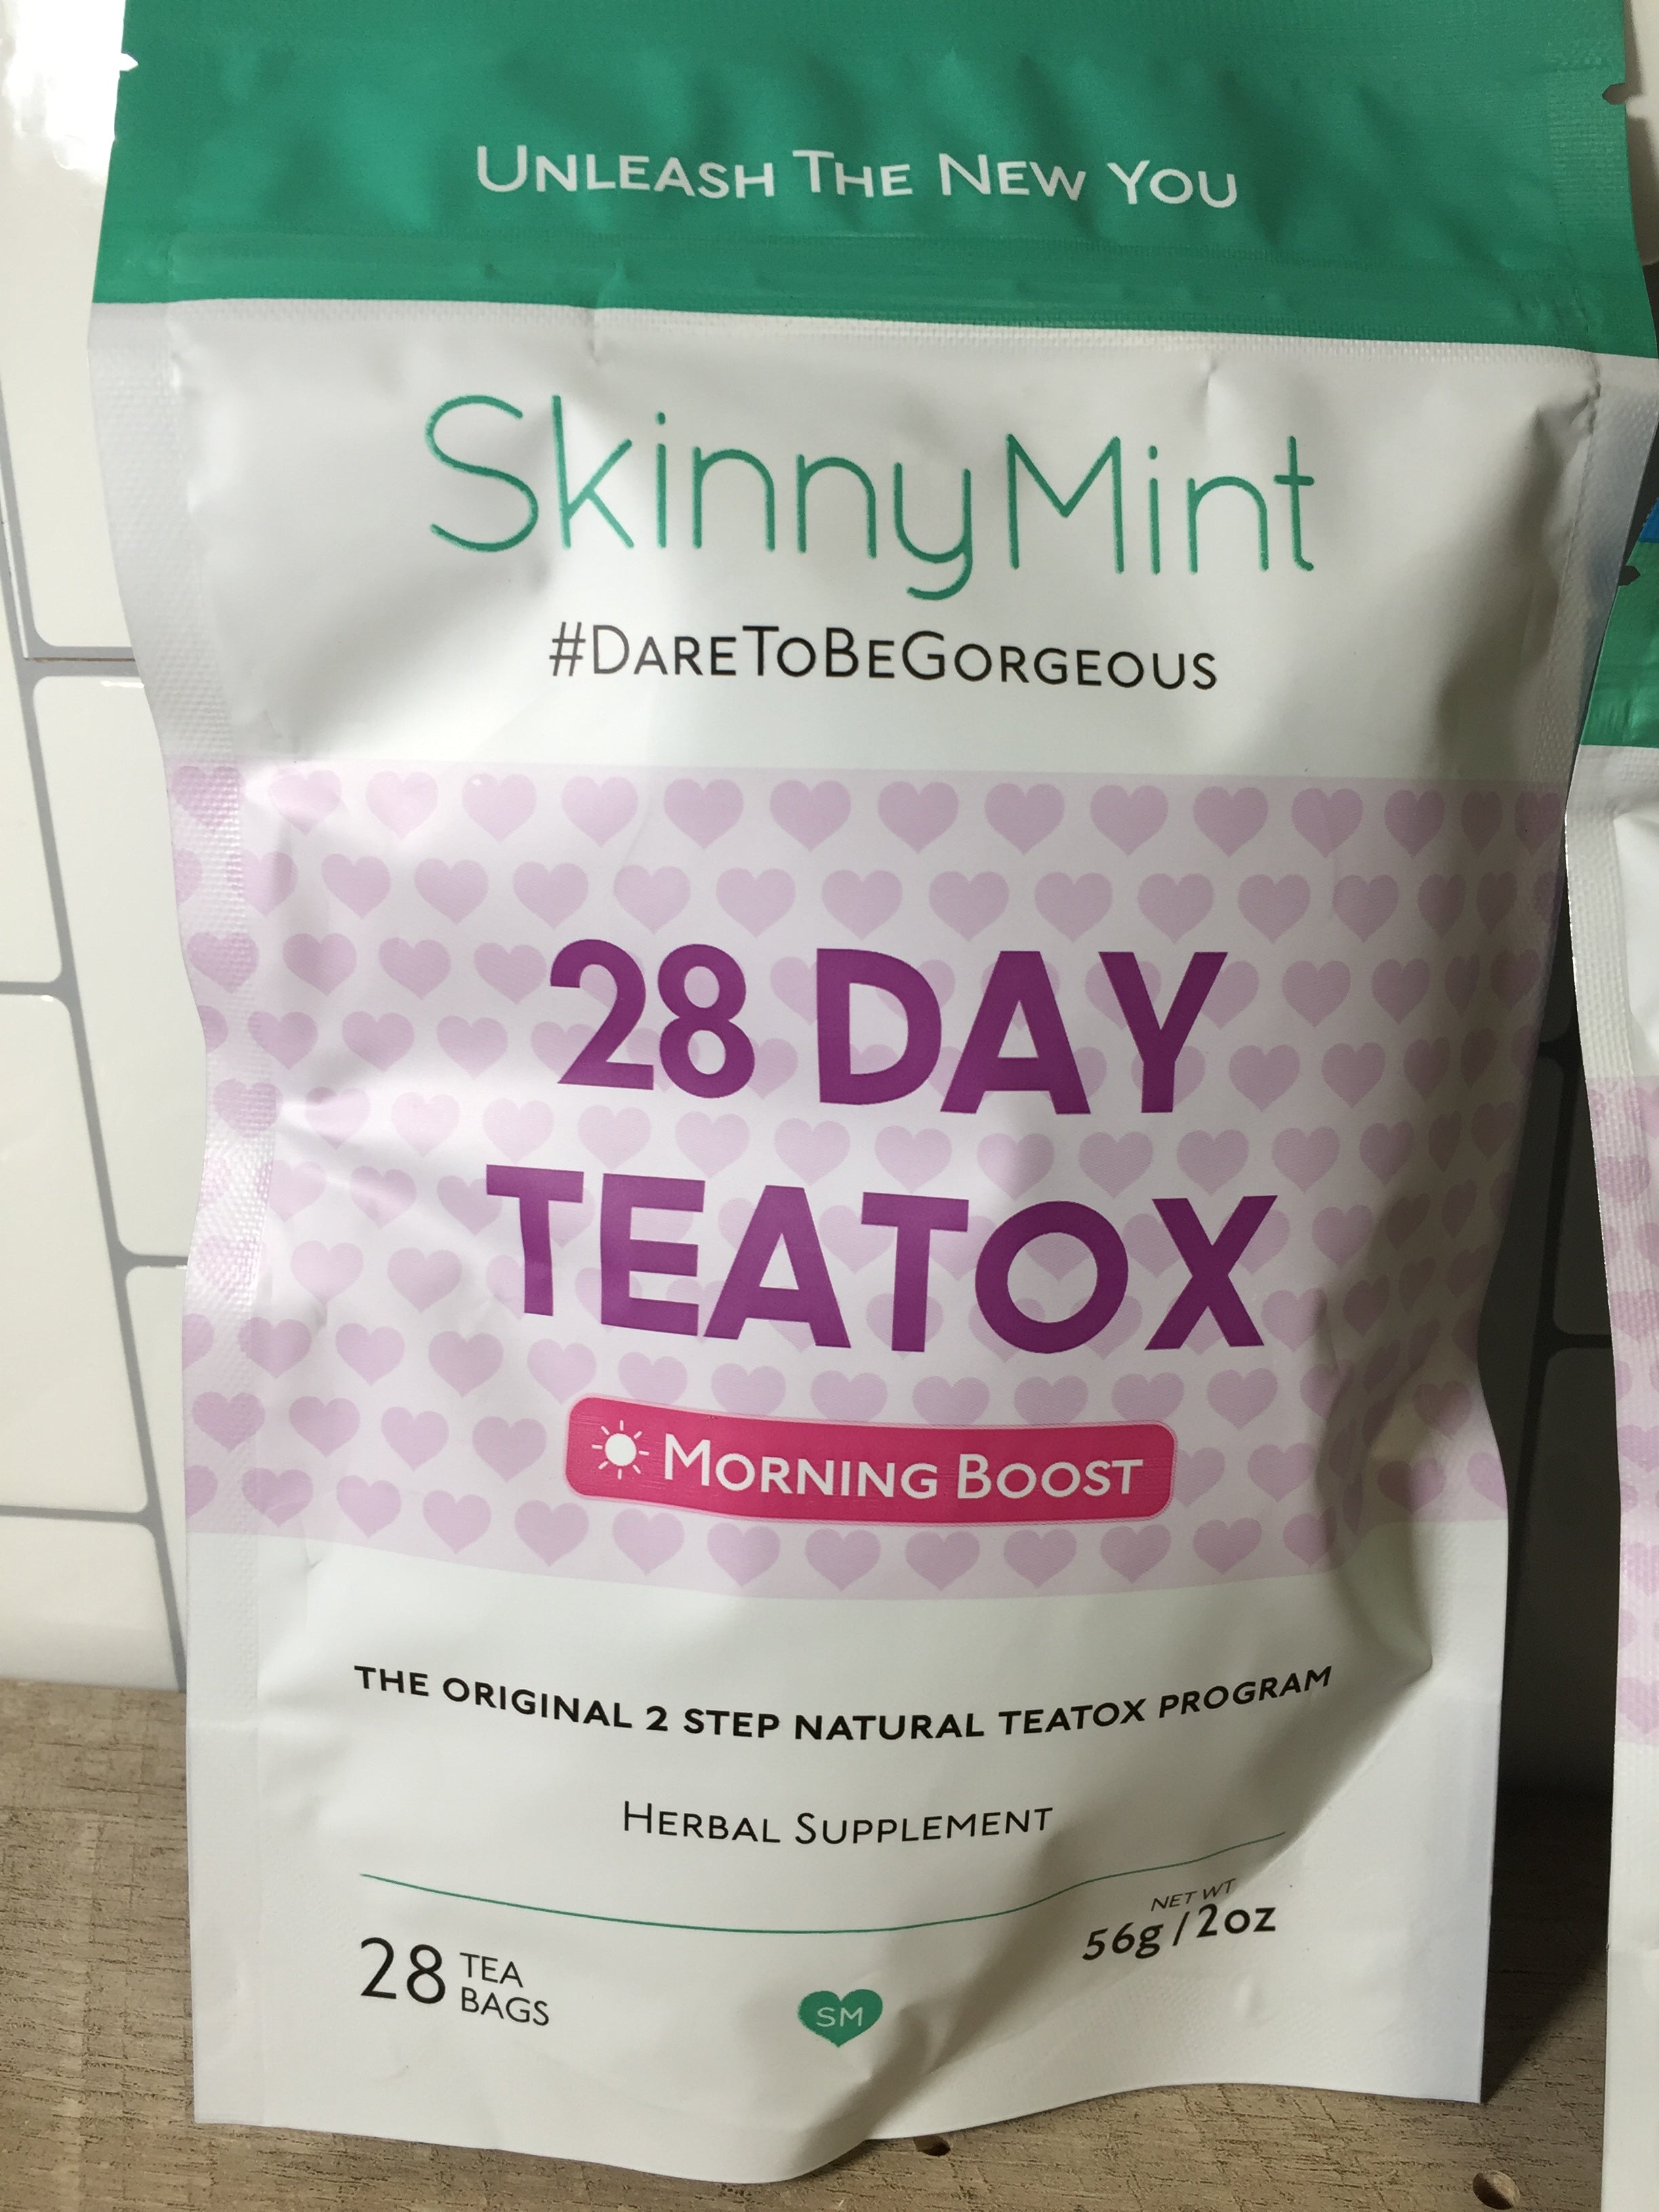 Unleash The New You
SkinnyMint
#DareToBeGorgeous
28 DAY
TEATOX
Morning Boost
THE ORIGINAL 2 STEP NATURAL TEATOX PROGRAM
Herbal Supplement
28 TEA
BAGS
NET WT
56g / 2oz
SM